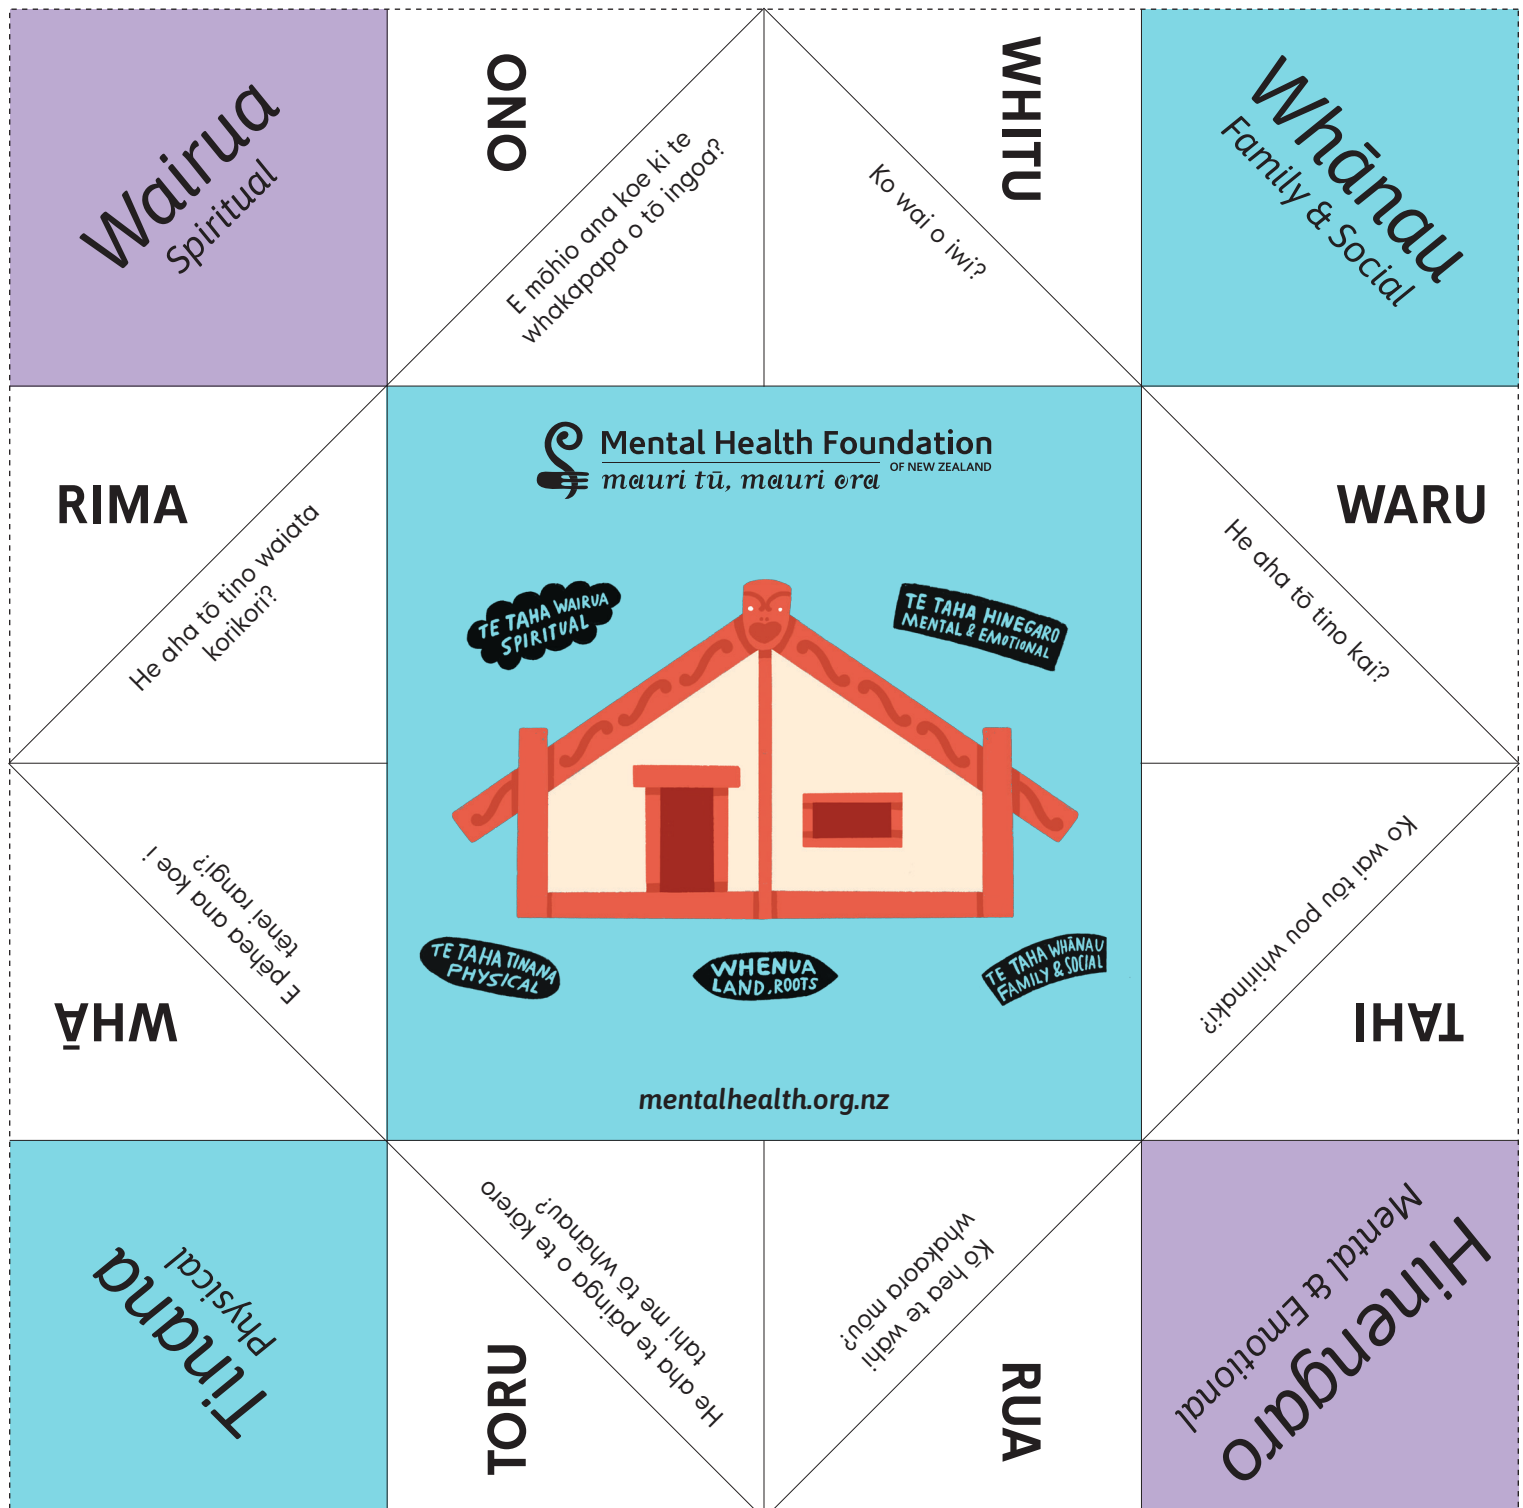 Wairua
Spiritual
ONO
E mōhio ana koe ki te
whakapapa o tō ingoa?
WHITU
Ko wai o iwi?
Whānau
Family & Social
RIMA
He aha tō tino waiata
korikori?
WARU
He aha tō tino kai?
Mental Health Foundation
OF NEW ZEALAND
mauri tū, mauri ora
TE TAHA WAIRUA
SPIRITUAL
TE TAHA HINEGARO
MENTAL & EMOTIONAL
TE TAHA TINANA
PHYSICAL
WHENUA
LAND, ROOTS
TE TAHA WHĀNAU
FAMILY & SOCIAL
mentalhealth.org.nz
WHĀ
E pēhea ana koe i
tēnei rangi?
TAHI
Ko wai tōu pou whirinaki?
Tinana
Physical
TORU
He aha te pāinga o te kōrero
tahi me tō whānau?
RUA
Kō hea te wāhi
whakaora mōu?
Hinengaro
Mental & Emotional